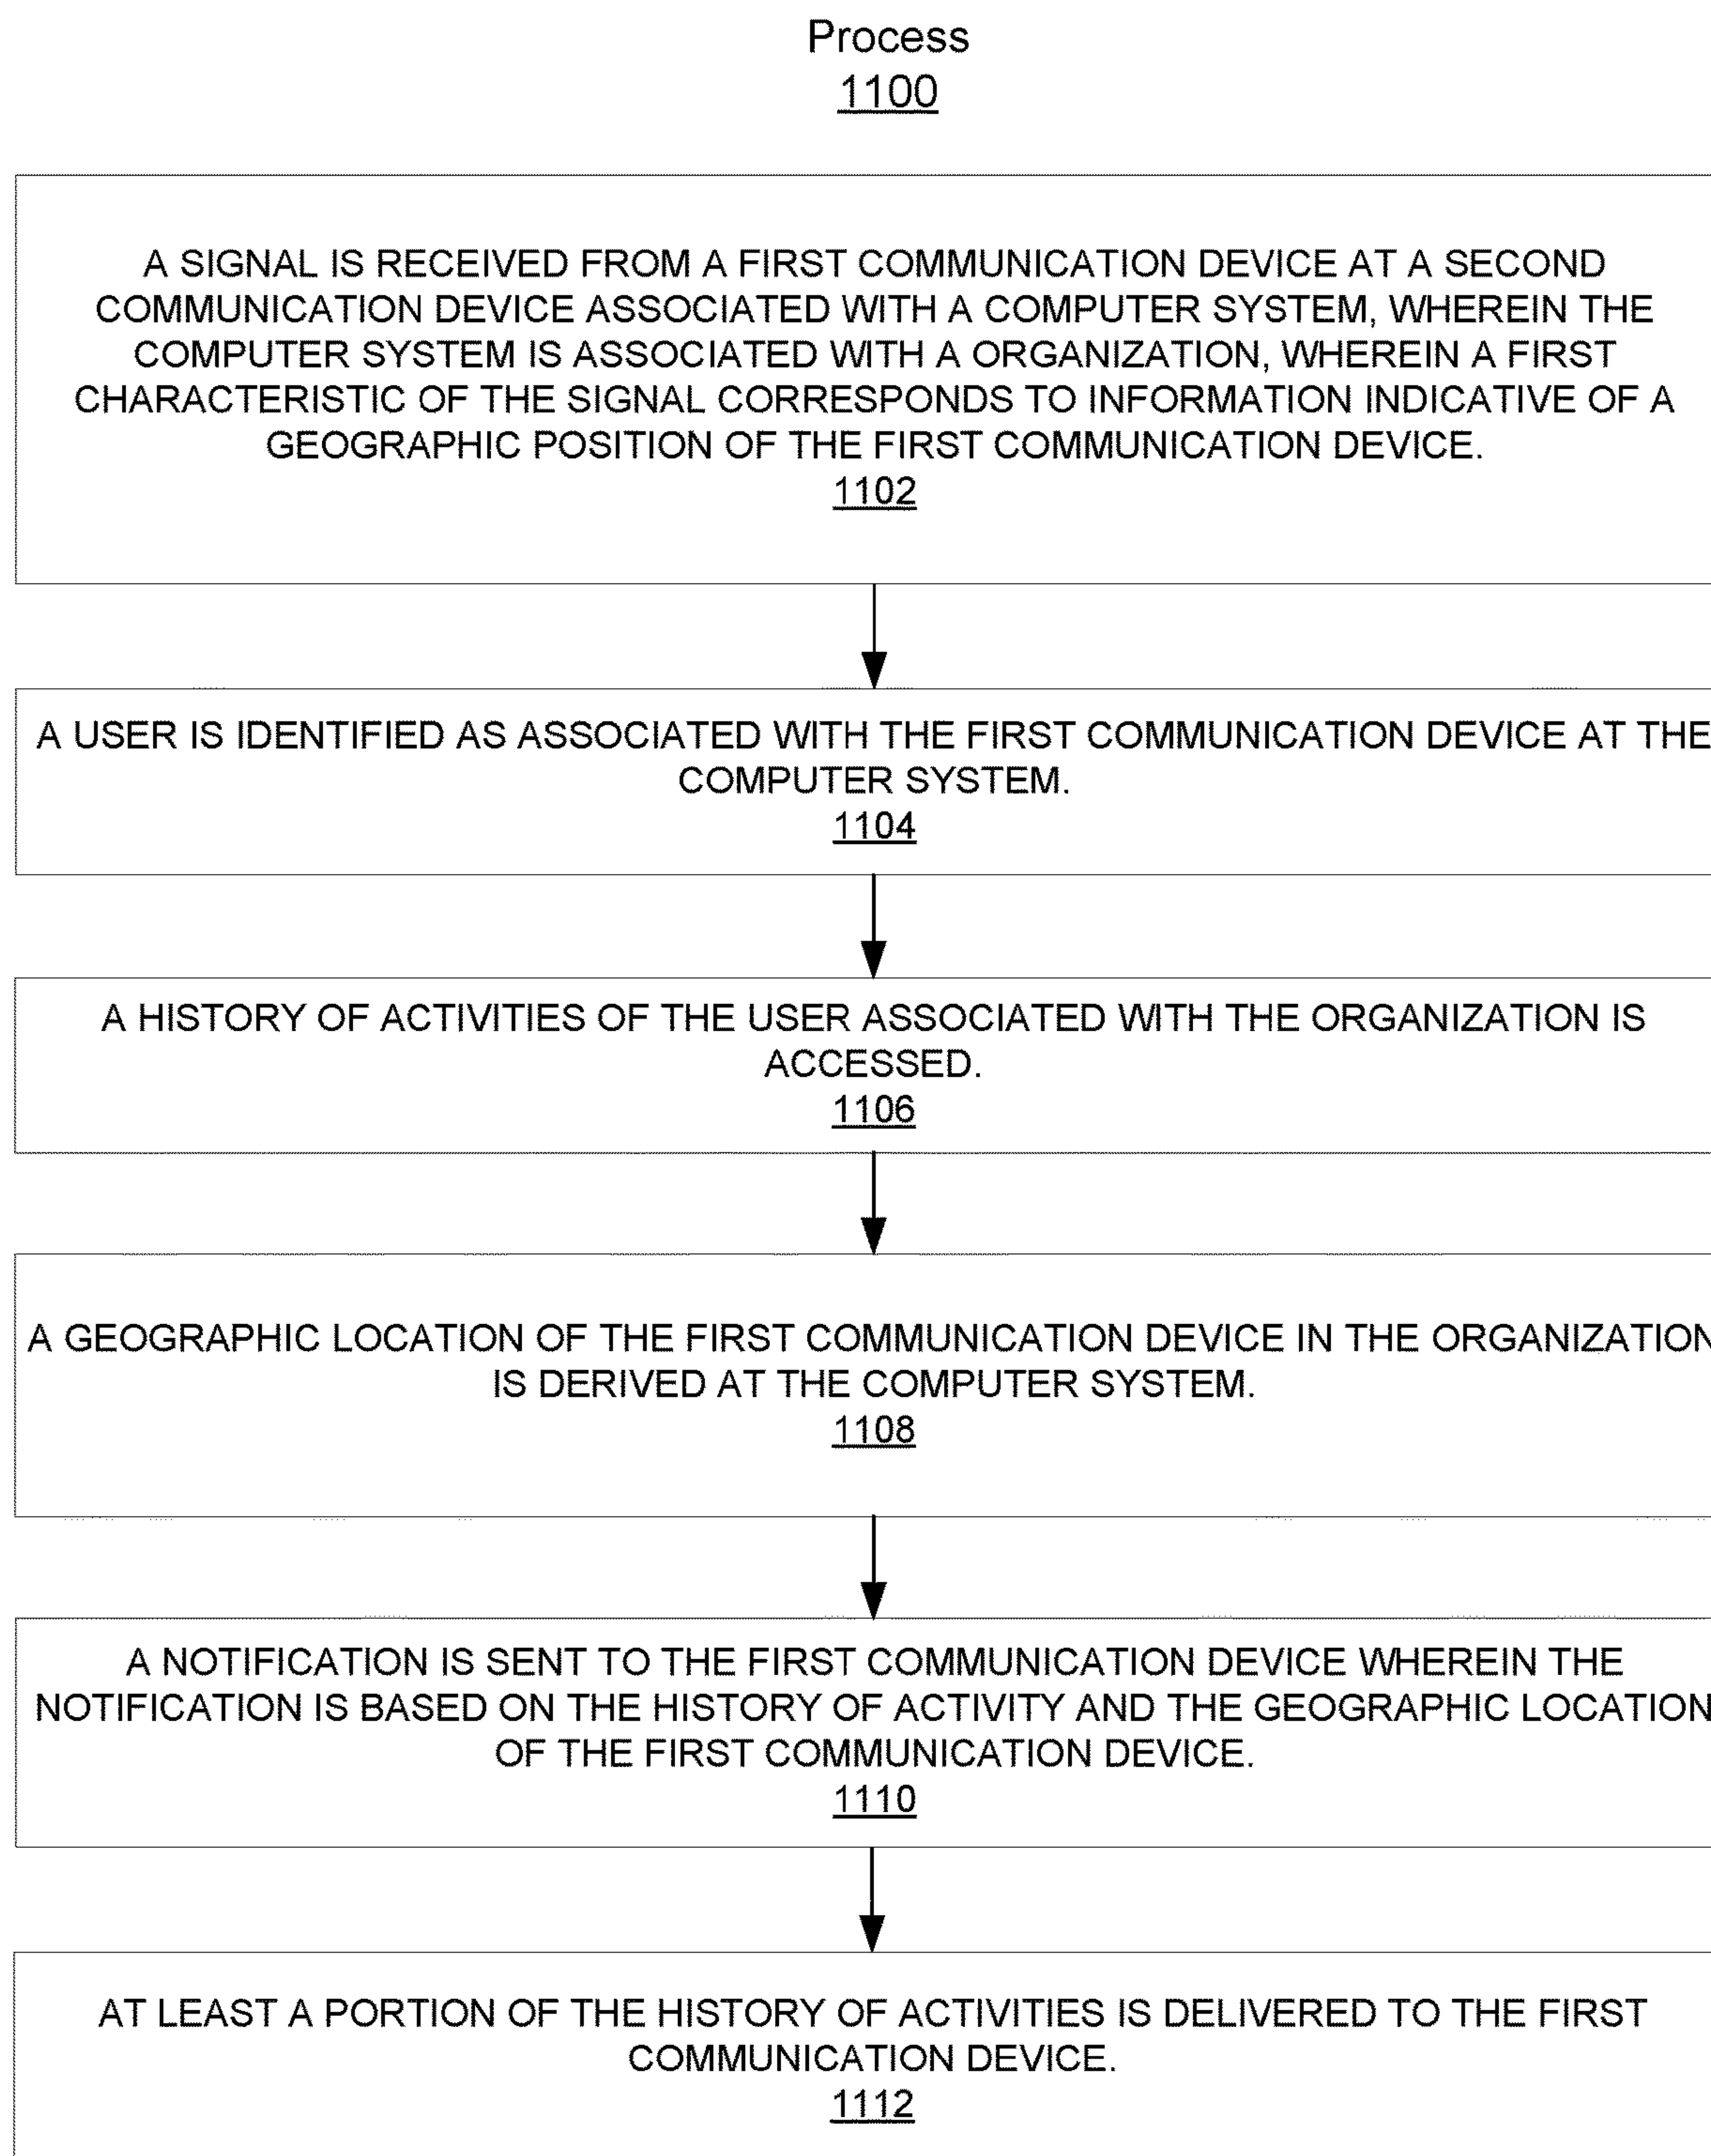 Process
1100
A SIGNAL IS RECEIVED FROM A FIRST COMMUNICATION DEVICE AT A SECOND
COMMUNICATION DEVICE ASSOCIATED WITH A COMPUTER SYSTEM, WHEREIN THE
COMPUTER SYSTEM IS ASSOCIATED WITH A ORGANIZATION, WHEREIN A FIRST
CHARACTERISTIC OF THE SIGNAL CORRESPONDS TO INFORMATION INDICATIVE OF A
GEOGRAPHIC POSITION OF THE FIRST COMMUNICATION DEVICE.
1102
A USER IS IDENTIFIED AS ASSOCIATED WITH THE FIRST COMMUNICATION DEVICE AT THE
COMPUTER SYSTEM.
1104
A HISTORY OF ACTIVITIES OF THE USER ASSOCIATED WITH THE ORGANIZATION IS
ACCESSED.
1106
A GEOGRAPHIC LOCATION OF THE FIRST COMMUNICATION DEVICE IN THE ORGANIZATION
IS DERIVED AT THE COMPUTER SYSTEM.
1108
A NOTIFICATION IS SENT TO THE FIRST COMMUNICATION DEVICE WHEREIN THE
NOTIFICATION IS BASED ON THE HISTORY OF ACTIVITY AND THE GEOGRAPHIC LOCATION
OF THE FIRST COMMUNICATION DEVICE.
1110
AT LEAST A PORTION OF THE HISTORY OF ACTIVITIES IS DELIVERED TO THE FIRST
COMMUNICATION DEVICE.
1112